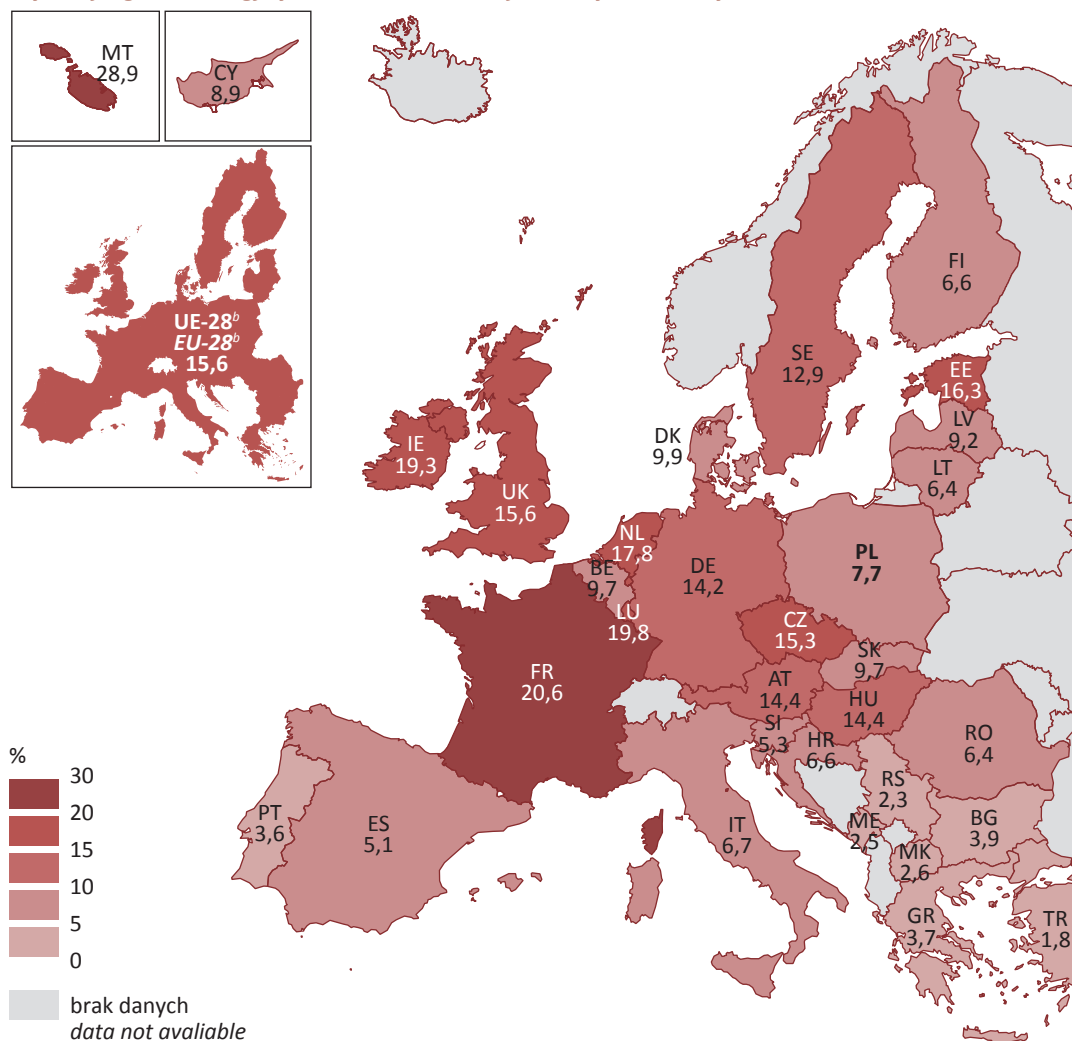 MT
28,9
CY
8,9
UE-28ᵇ
EU-28ᵇ
15,6
FI
6,6
SE
12,9
EE
16,3
LV
9,2
LT
6,4
DK
9,9
IE
19,3
UK
15,6
NL
17,8
BE
9,7
LU
19,8
DE
14,2
PL
7,7
CZ
15,3
SK
9,7
AT
14,4
HU
14,4
FR
20,6
SI
5,3
HR
6,6
RO
6,4
RS
2,3
ME
2,5
BG
3,9
MK
2,6
PT
3,6
ES
5,1
IT
6,7
GR
3,7
TR
1,8
%
30
20
15
10
5
0
brak danych
data not avaliable